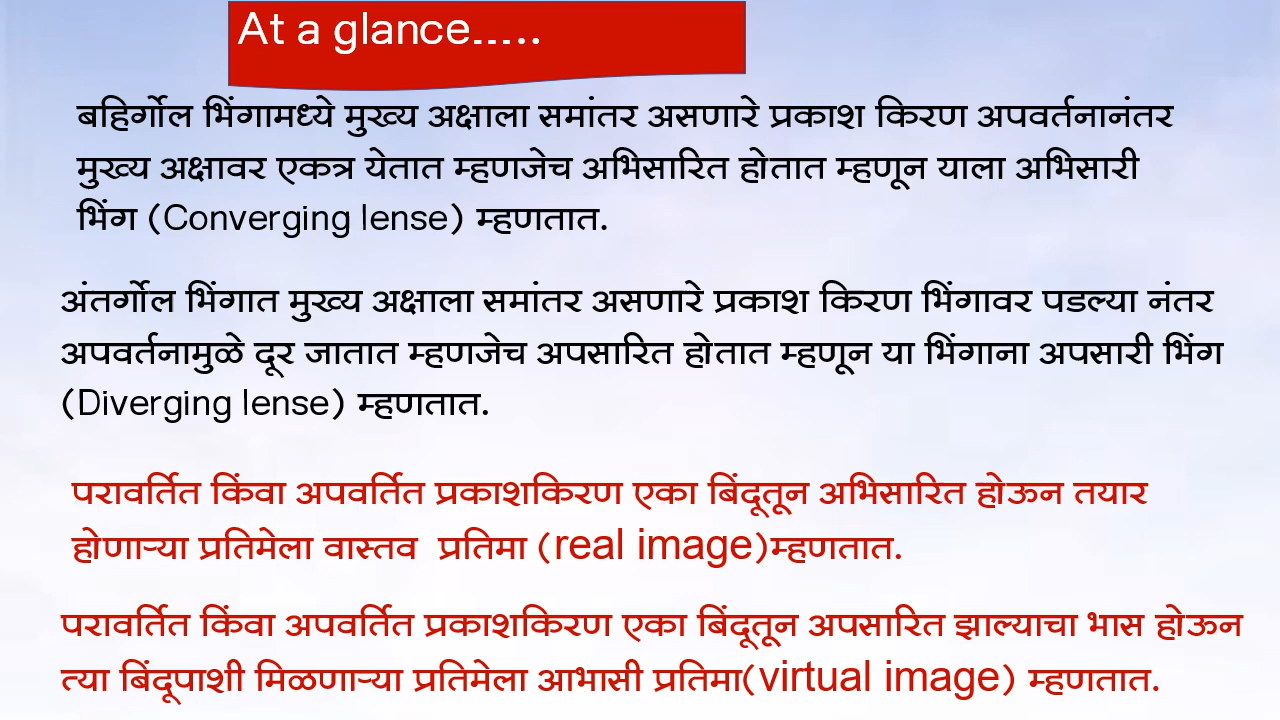 At a glance.....
बहिर्गोल भिंगामध्ये मुख्य अक्षाला समांतर असणारे प्रकाश किरण अपवर्तनानंतर
मुख्य अक्षावर एकत्र येतात म्हणजेच अभिसारित होतात म्हणून याला अभिसारी
भिंग (Converging lense) म्हणतात.
अंतर्गोल भिंगात मुख्य अक्षाला समांतर असणारे प्रकाश किरण भिंगावर पडल्या नंतर
अपवर्तनामुळे दूर जातात म्हणजेच अपसारित होतात म्हणून या भिंगाना अपसारी भिंग
(Diverging lense) म्हणतात.
परावर्तित किंवा अपवर्तित प्रकाशकिरण एका बिंदूतून अभिसारित होऊन तयार
होणाऱ्या प्रतिमेला वास्तव प्रतिमा (real image)म्हणतात.
परावर्तित किंवा अपवर्तित प्रकाशकिरण एका बिंदूतून अपसारित झाल्याचा भास होऊन
त्या बिंदूपाशी मिळणाऱ्या प्रतिमेला आभासी प्रतिमा(virtual image) म्हणतात.